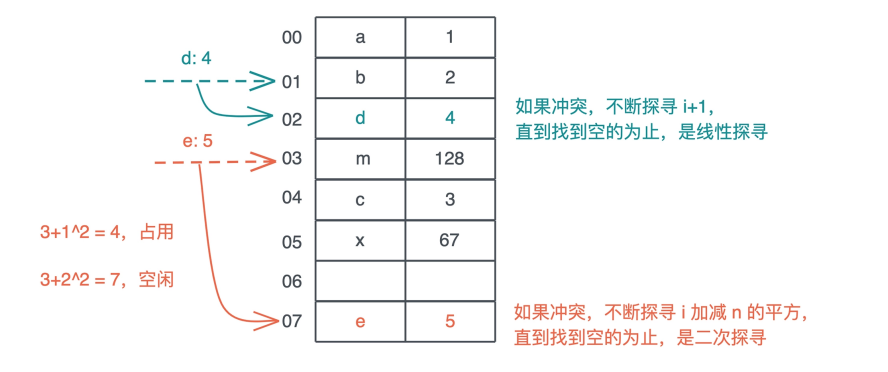 00 a 1
d: 4
01 b 2
02 d 4
如果冲突，不断探寻 i+1，
直到找到空的为止，是线性探寻
e: 5
03 m 128
04 c 3
3+1^2 = 4，占用
05 x 67
3+2^2 = 7，空闲
06
07 e 5
如果冲突，不断探寻 i 加减 n 的平方，
直到找到空的为止，是二次探寻